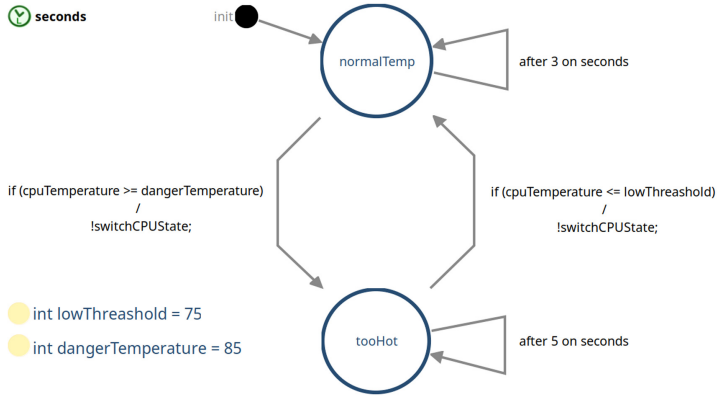 seconds
init
normalTemp
after 3 on seconds
if (cpuTemperature >= dangerTemperature)
/
!switchCPUState;
if (cpuTemperature <= lowThreashold)
/
!switchCPUState;
int lowThreashold = 75
int dangerTemperature = 85
tooHot
after 5 on seconds